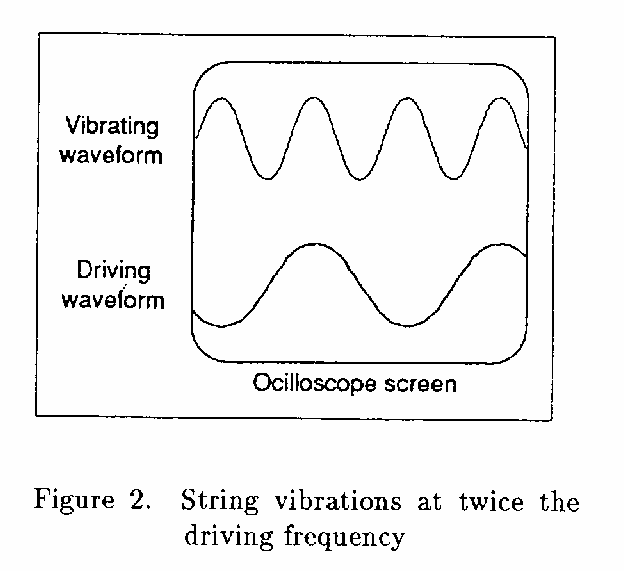 Vibrating
waveform
Driving
waveform
Ocilloscope screen
Figure 2. String vibrations at twice the
driving frequency